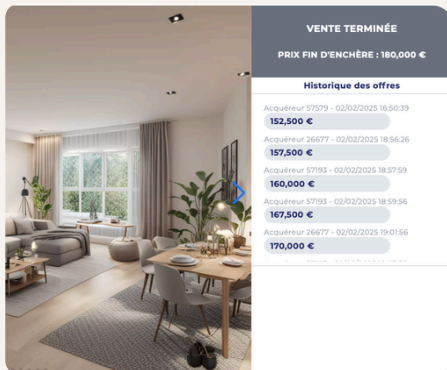 VENTE TERMINÉE
PRIX FIN D'ENCHÈRE : 180,000 €
Historique des offres
Acquéreur 57579 - 02/02/2025 16:50:39
152,500 €
Acquéreur 26677 - 02/02/2025 18:56:26
157,500 €
Acquéreur 57193 - 02/02/2025 18:57:59
160,000 €
Acquéreur 57193 - 02/02/2025 18:59:56
167,500 €
Acquéreur 26677 - 02/02/2025 19:01:56
170,000 €